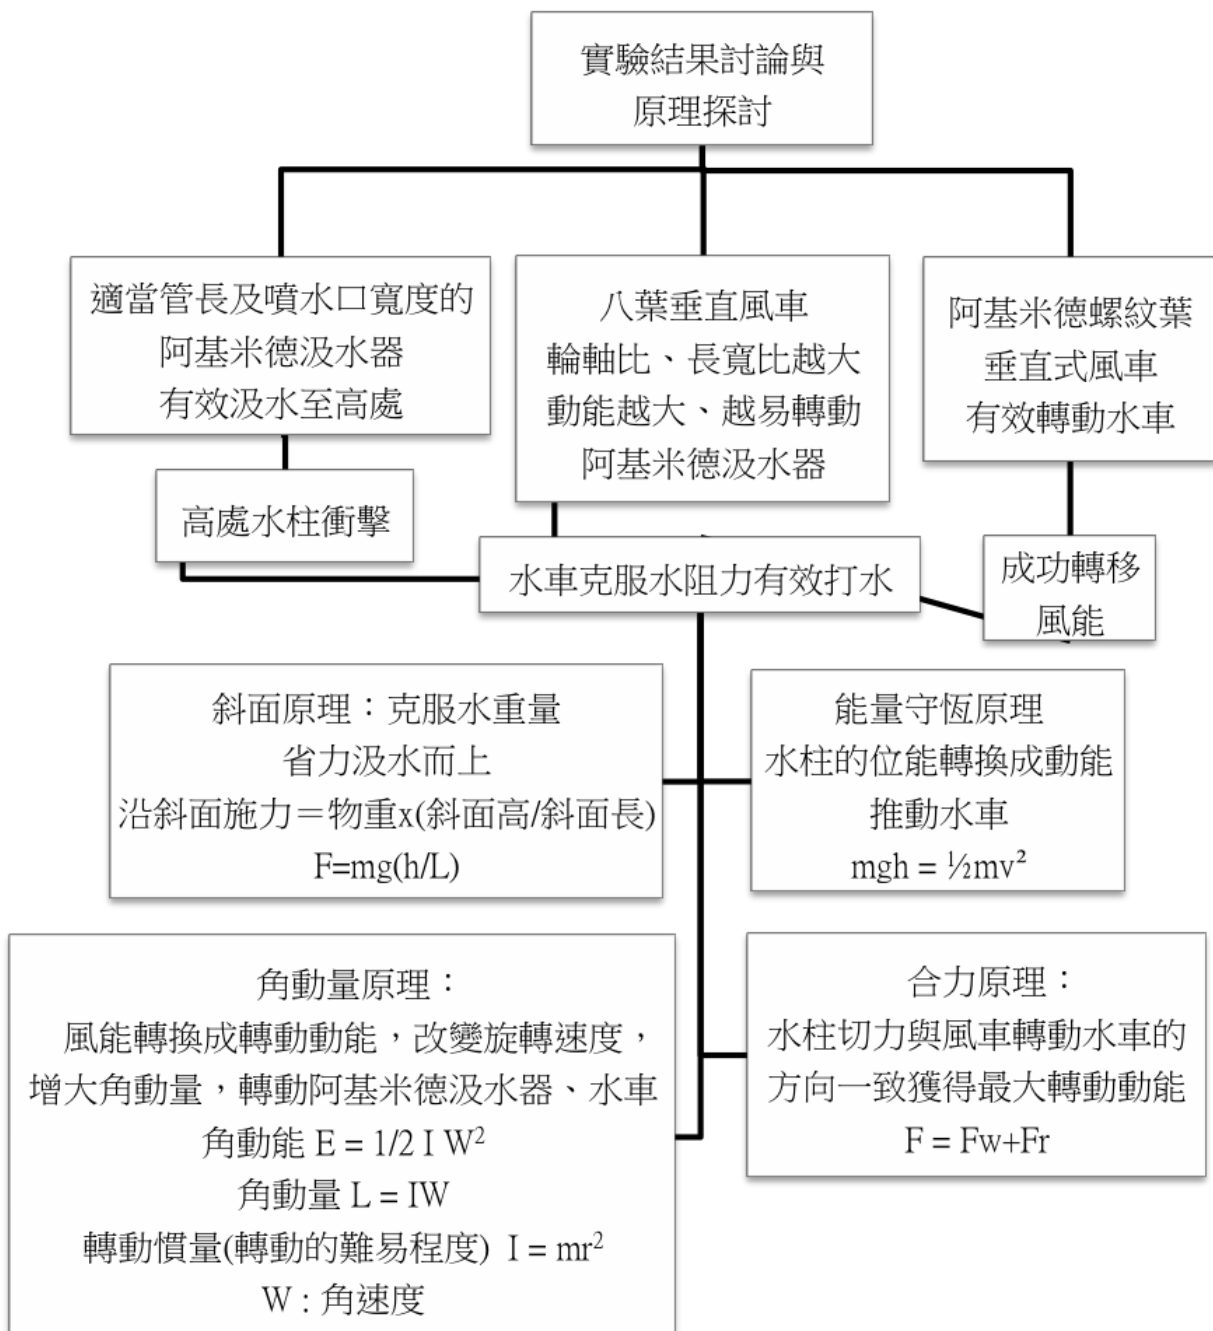 實驗結果討論與
原理探討
適當管長及噴水口寬度的
阿基米德汲水器
有效汲水至高處
八葉垂直風車
輪軸比、長寬比越大
動能越大、越易轉動
阿基米德汲水器
阿基米德螺紋葉
垂直式風車
有效轉動水車
高處水柱衝擊
水車克服水阻力有效打水
成功轉移
風能
斜面原理：克服水重量
省力汲水而上
沿斜面施力＝物重x(斜面高/斜面長)
F=mg(h/L)
能量守恆原理
水柱的位能轉換成動能
推動水車
mgh = ½mv²
角動量原理：
風能轉換成轉動動能，改變旋轉速度，
增大角動量，轉動阿基米德汲水器、水車
角動能 E = 1/2 I W²
角動量 L = IW
轉動慣量(轉動的難易程度) I = mr²
W : 角速度
合力原理：
水柱切力與風車轉動水車的
方向一致獲得最大轉動動能
F = Fw+Fr